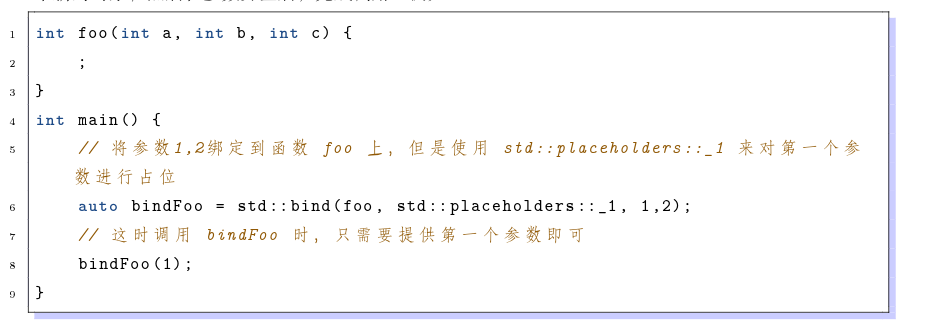 1 int foo(int a, int b, int c) {
2     ;
3 }
4 int main() {
5     // 将参数1,2绑定到函数 foo 上，但是使用 std::placeholders::_1 来对第一个参
数进行占位
6     auto bindFoo = std::bind(foo, std::placeholders::_1, 1,2);
7     // 这时调用 bindFoo 时，只需要提供第一个参数即可
8     bindFoo(1);
9 }